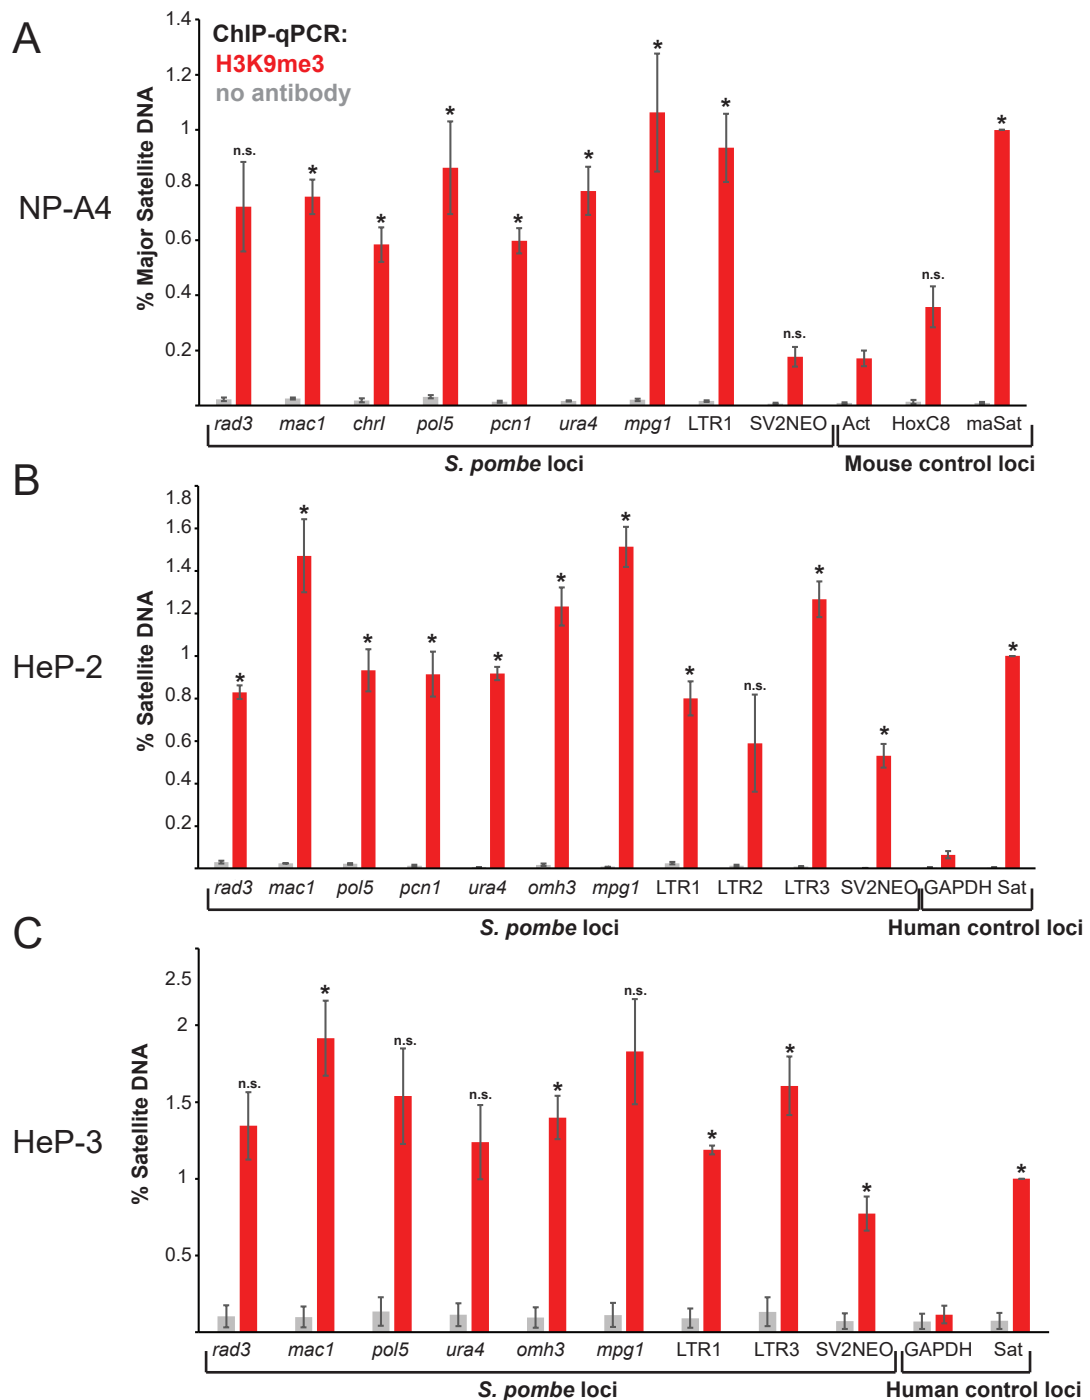 A
ChIP-qPCR:
H3K9me3
no antibody
NP-A4
% Major Satellite DNA
1.4
1.2
1
0.8
0.6
0.4
0.2
n.s. * * * * * * * n.s. n.s. *
rad3 mac1 chrI pol5 pcn1 ura4 mpg1 LTR1 SV2NEO Act HoxC8 maSat
S. pombe loci Mouse control loci
B
HeP-2
% Satellite DNA
1.8
1.6
1.4
1.2
1
0.8
0.6
0.4
0.2
* * * * * * * * n.s. * * *
rad3 mac1 pol5 pcn1 ura4 omh3 mpg1 LTR1 LTR2 LTR3 SV2NEO GAPDH Sat
S. pombe loci Human control loci
C
HeP-3
% Satellite DNA
2.5
2
1.5
1
0.5
n.s. * n.s. n.s. * n.s. * * * *
rad3 mac1 pol5 ura4 omh3 mpg1 LTR1 LTR3 SV2NEO GAPDH Sat
S. pombe loci Human control loci